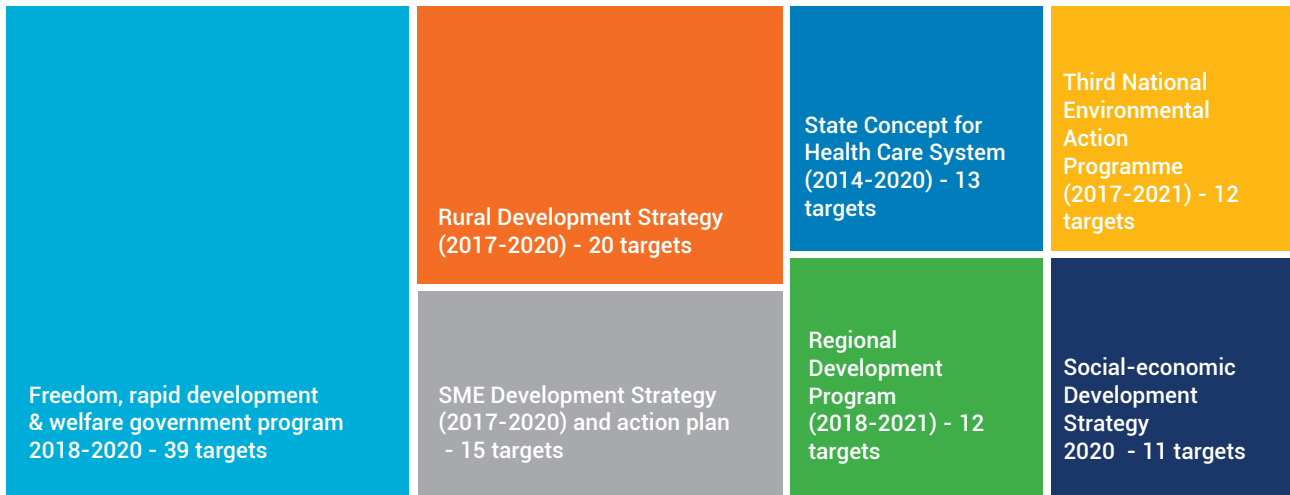 Freedom, rapid development
& welfare government program
2018-2020 - 39 targets
Rural Development Strategy
(2017-2020) - 20 targets
SME Development Strategy
(2017-2020) and action plan
- 15 targets
State Concept for
Health Care System
(2014-2020) - 13
targets
Third National
Environmental
Action
Programme
(2017-2021) - 12
targets
Regional
Development
Program
(2018-2021) - 12
targets
Social-economic
Development
Strategy
2020 - 11 targets